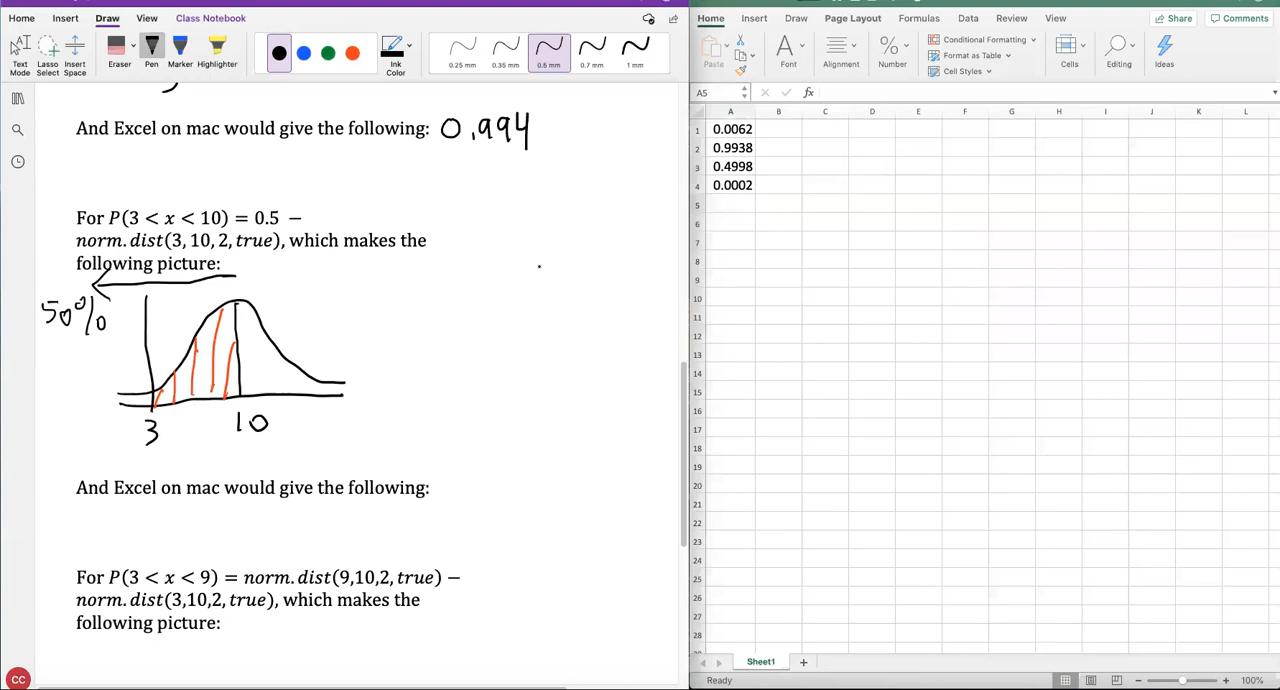 Home Insert Draw View Class Notebook
Text Mode Lasso Select Insert Space Eraser Pen Marker Highlighter Ink Color 0.25 mm 0.35 mm 0.5 mm 0.7 mm 1 mm
And Excel on mac would give the following: 0.994
For P(3 < x < 10) = 0.5 −
norm.dist(3, 10, 2, true), which makes the
following picture:
50%
3 10
And Excel on mac would give the following:
For P(3 < x < 9) = norm.dist(9,10,2, true) −
norm.dist(3,10,2, true), which makes the
following picture:
CC
Home Insert Draw Page Layout Formulas Data Review View Share Comments
Paste Font Alignment Number Conditional Formatting Format as Table Cell Styles Cells Editing Ideas
A5 fx
A B C D E F G H I J K L
1 0.0062
2 0.9938
3 0.4998
4 0.0002
5
6
7
8
9
10
11
12
13
14
15
16
17
18
19
20
21
22
23
24
25
26
27
28
Sheet1
Ready 100%